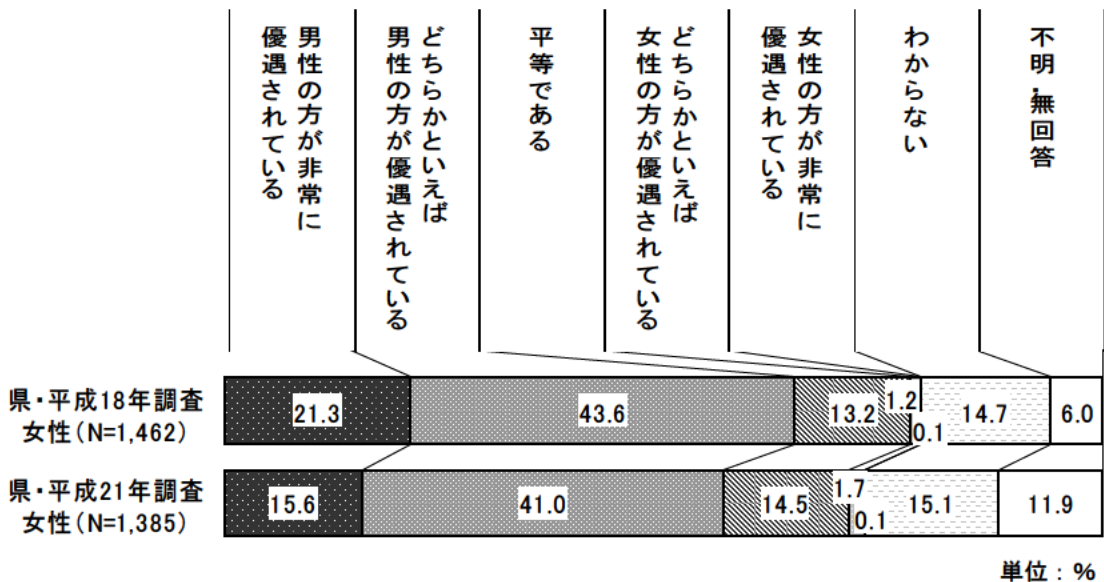 男性の方が非常に
優遇されている
どちらかといえば
男性の方が優遇されている
平等である
どちらかといえば
女性の方が優遇されている
女性の方が非常に
優遇されている
わからない
不明・無回答
県・平成18年調査
女性(N=1,462)
21.3
43.6
13.2
1.2
0.1
14.7
6.0
県・平成21年調査
女性(N=1,385)
15.6
41.0
14.5
1.7
0.1
15.1
11.9
単位:%